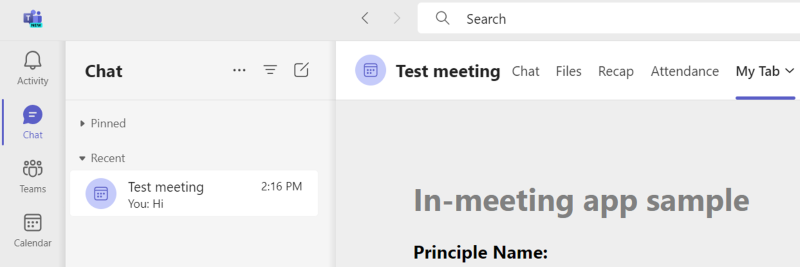 NEW
Search
Activity
Chat
Teams
Calendar
Chat
Pinned
Recent
Test meeting 2:16 PM
You: Hi
Test meeting Chat Files Recap Attendance My Tab
In-meeting app sample
Principle Name: